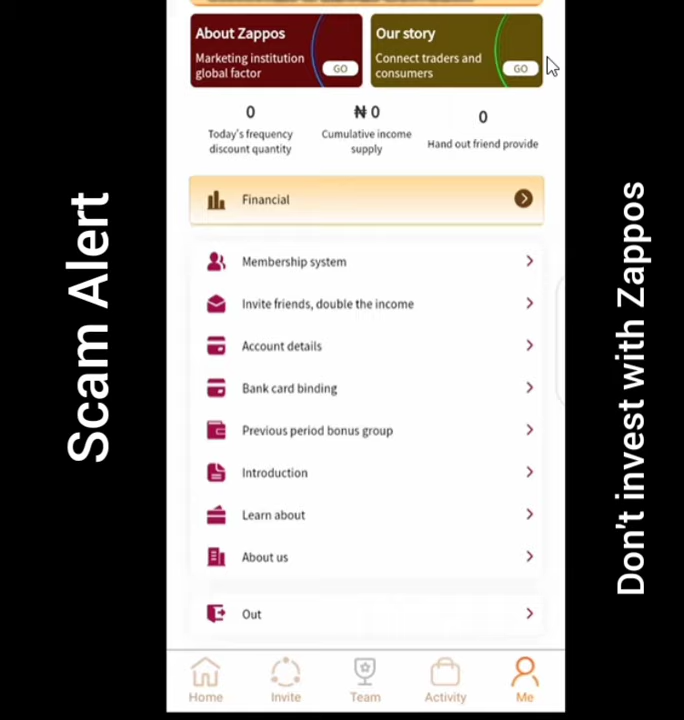 About Zappos
Marketing institution
global factor
GO
Our story
Connect traders and
consumers
GO
0
Today's frequency
discount quantity
₦ 0
Cumulative income
supply
0
Hand out friend provide
Financial
Membership system
Invite friends, double the income
Account details
Bank card binding
Previous period bonus group
Introduction
Learn about
About us
Out
Home
Invite
Team
Activity
Me
Scam Alert
Don't invest with Zappos